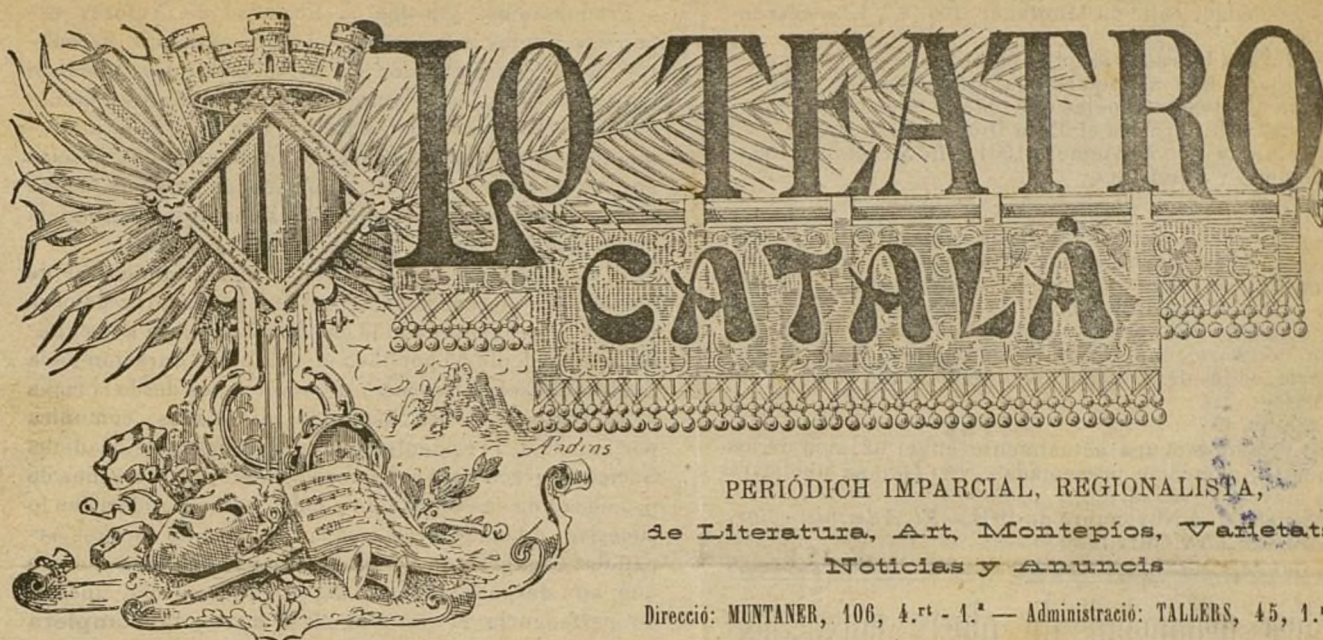 LO TEATRO
CATALÀ
Andins
PERIÓDICH IMPARCIAL, REGIONALISTA,
de Literatura, Art, Montepíos, Varietats
Noticias y Anuncis
Direcció: MUNTANER, 106, 4.rt - 1.ª — Administració: TALLERS, 45, 1.